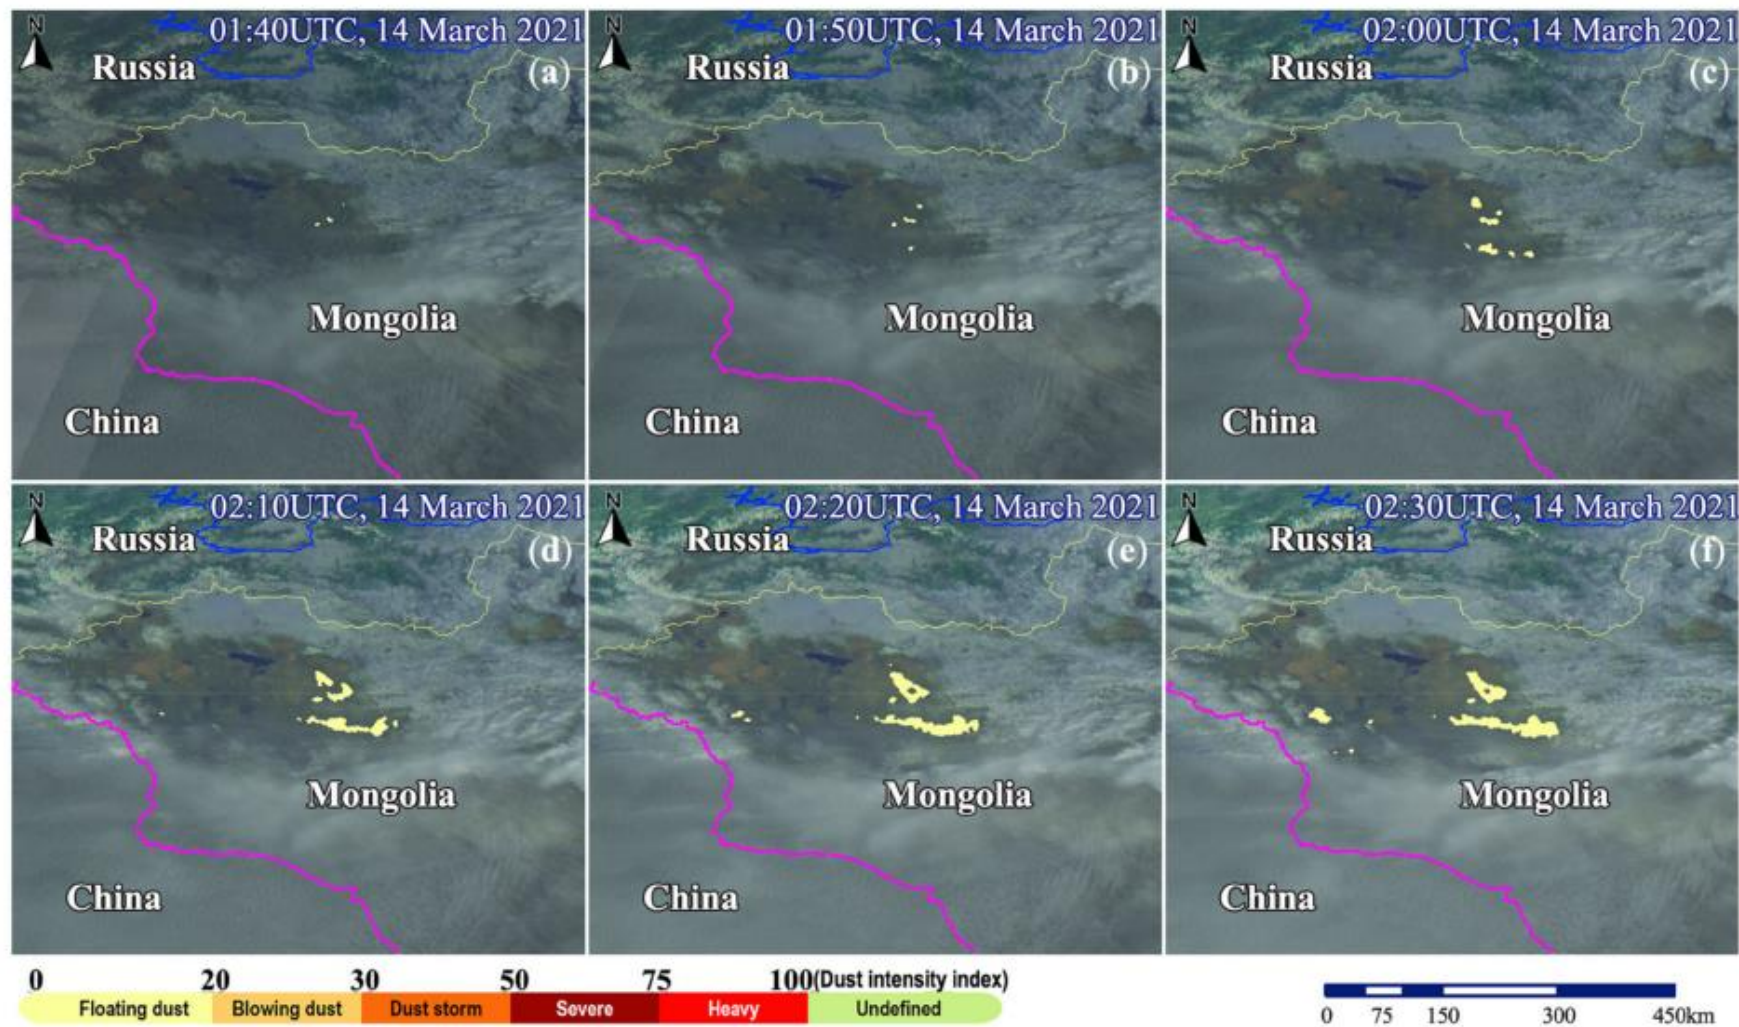 N
01:40UTC, 14 March 2021
Russia
(a)
Mongolia
China
N
01:50UTC, 14 March 2021
Russia
(b)
Mongolia
China
N
02:00UTC, 14 March 2021
Russia
(c)
Mongolia
China
N
02:10UTC, 14 March 2021
Russia
(d)
Mongolia
China
N
02:20UTC, 14 March 2021
Russia
(e)
Mongolia
China
N
02:30UTC, 14 March 2021
Russia
(f)
Mongolia
China
0 20 30 50 75 100(Dust intensity index)
Floating dust Blowing dust Dust storm Severe Heavy Undefined
0 75 150 300 450km